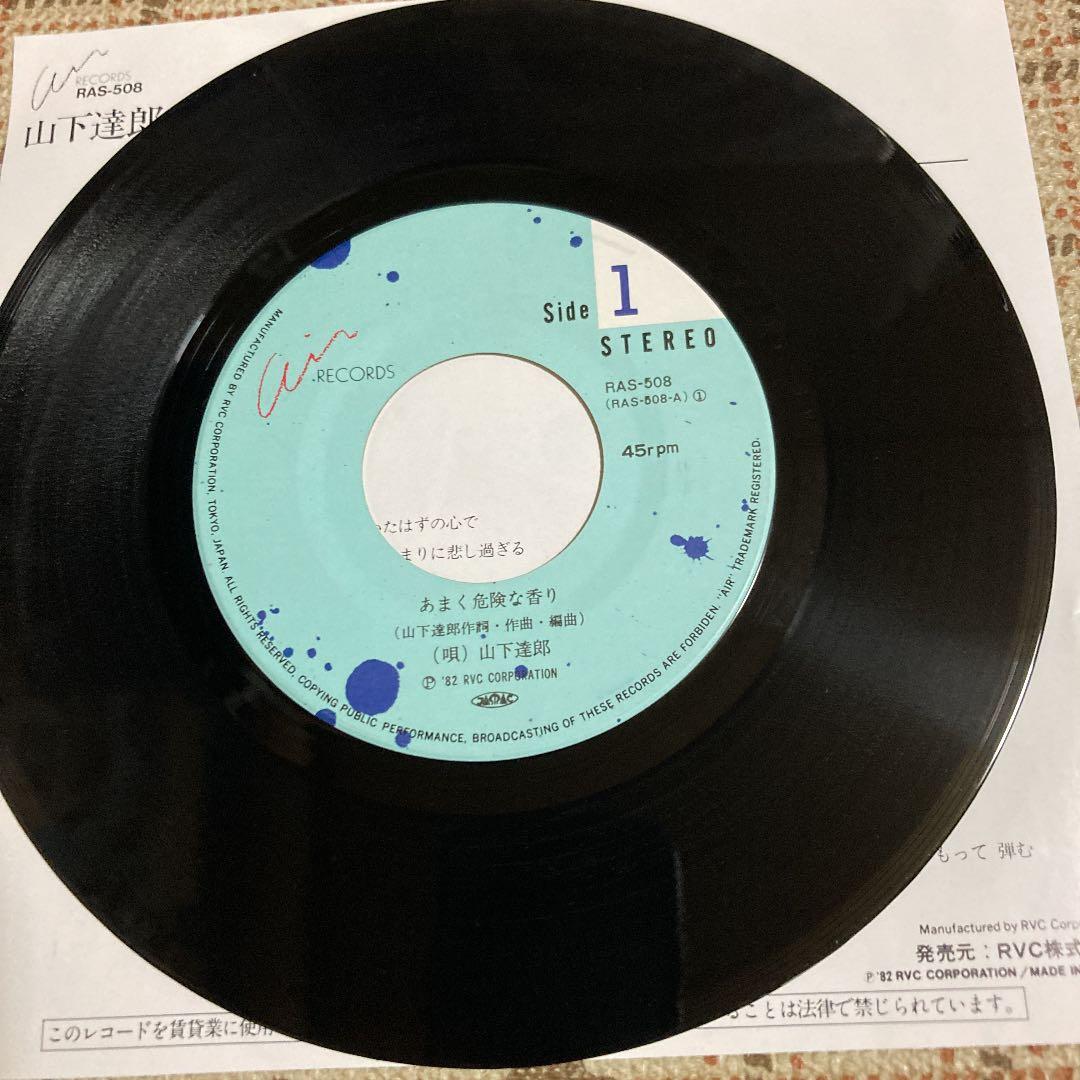 air RECORDS
RAS-508
山下達郎
Side 1
STEREO
air RECORDS
RAS-508
(RAS-508-A) ①
45rpm
たはずの心で
まりに悲し過ぎる
あまく危険な香り
(山下達郎作詞・作曲・編曲)
(唄) 山下達郎
Ⓟ '82 RVC CORPORATION
JASRAC
MANUFACTURED BY RVC CORPORATION, TOKYO, JAPAN. ALL RIGHTS RESERVED. COPYING PUBLIC PERFORMANCE, BROADCASTING OF THESE RECORDS ARE FORBIDDEN. "AIR" TRADEMARK REGISTERED.
もって 弾む
Manufactured by RVC Corp
発売元:RVC株式
Ⓟ '82 RVC CORPORATION/MADE IN
このレコードを賃貸業に使用
ことは法律で禁じられています。